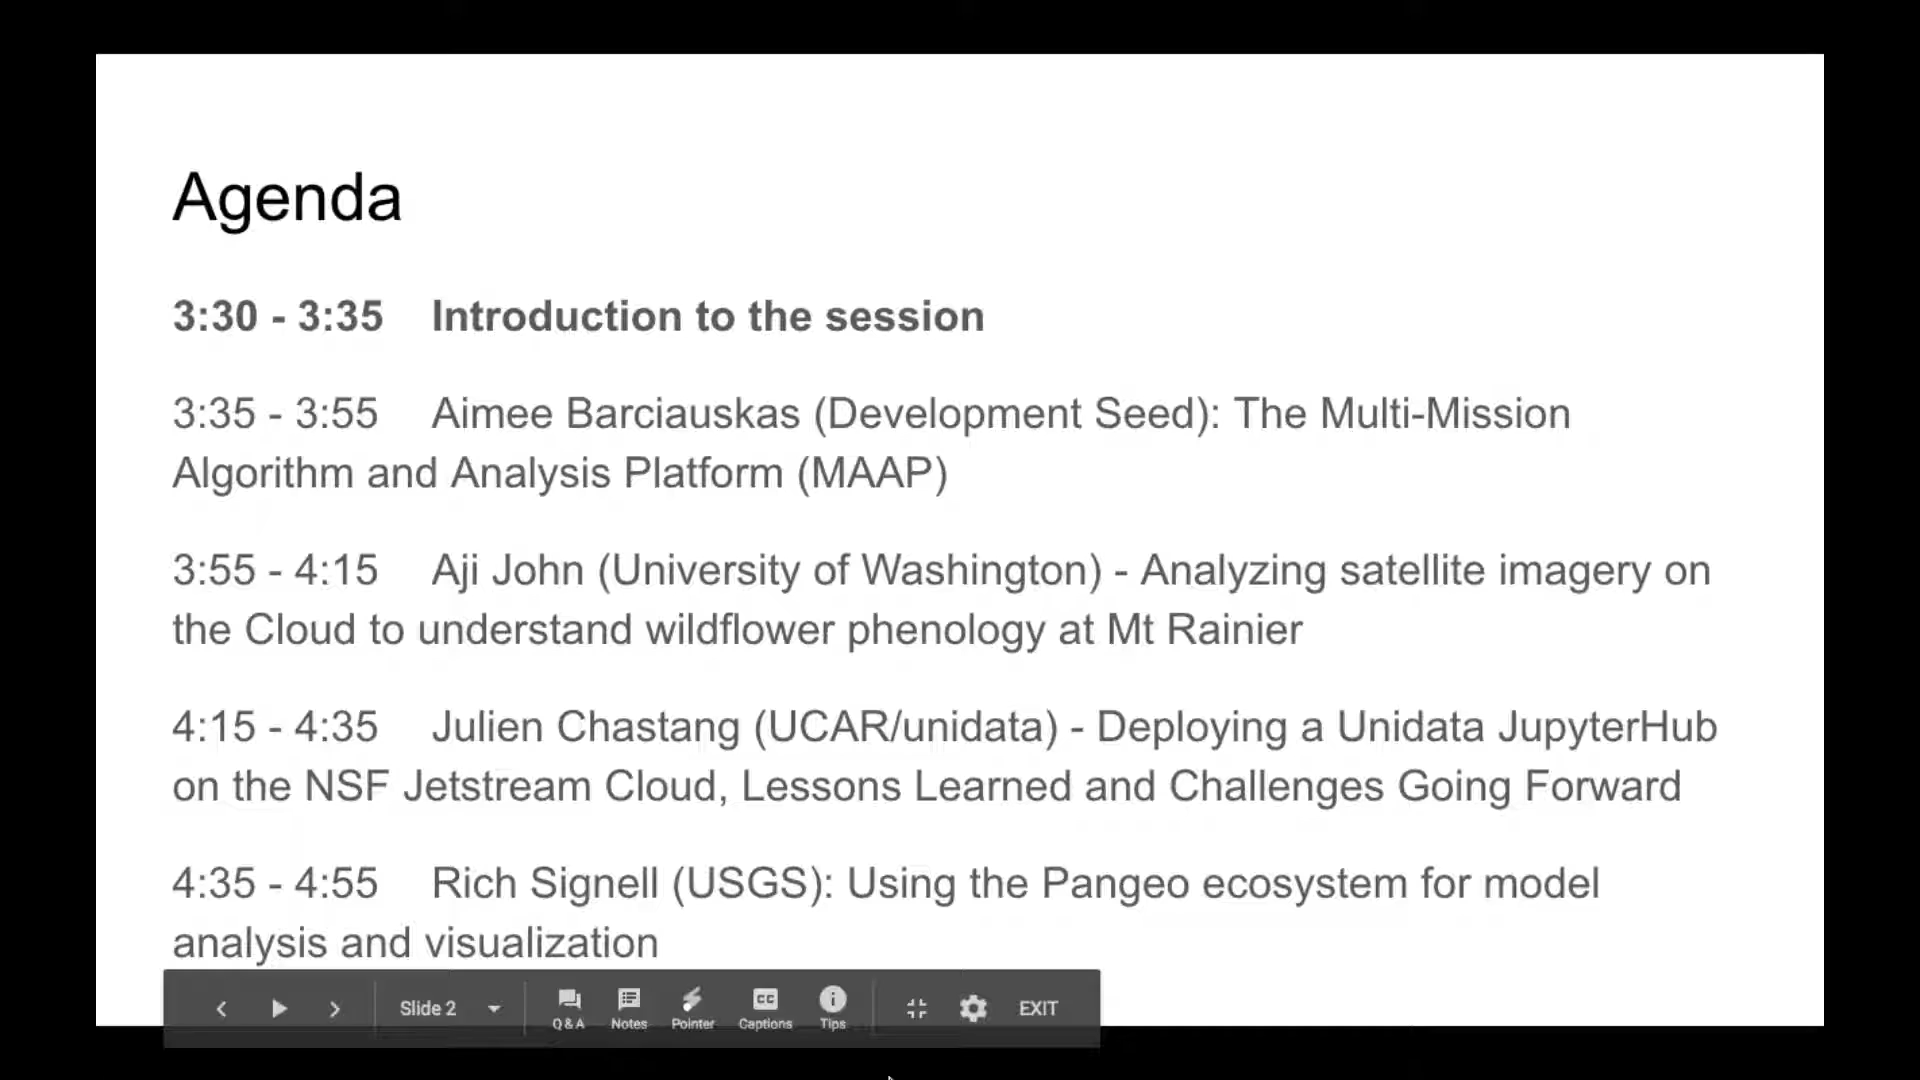 Agenda
3:30 - 3:35 Introduction to the session
3:35 - 3:55 Aimee Barciauskas (Development Seed): The Multi-Mission
Algorithm and Analysis Platform (MAAP)
3:55 - 4:15 Aji John (University of Washington) - Analyzing satellite imagery on
the Cloud to understand wildflower phenology at Mt Rainier
4:15 - 4:35 Julien Chastang (UCAR/unidata) - Deploying a Unidata JupyterHub
on the NSF Jetstream Cloud, Lessons Learned and Challenges Going Forward
4:35 - 4:55 Rich Signell (USGS): Using the Pangeo ecosystem for model
analysis and visualization
Slide 2 CC EXIT
Q & A Notes Pointer Captions Tips